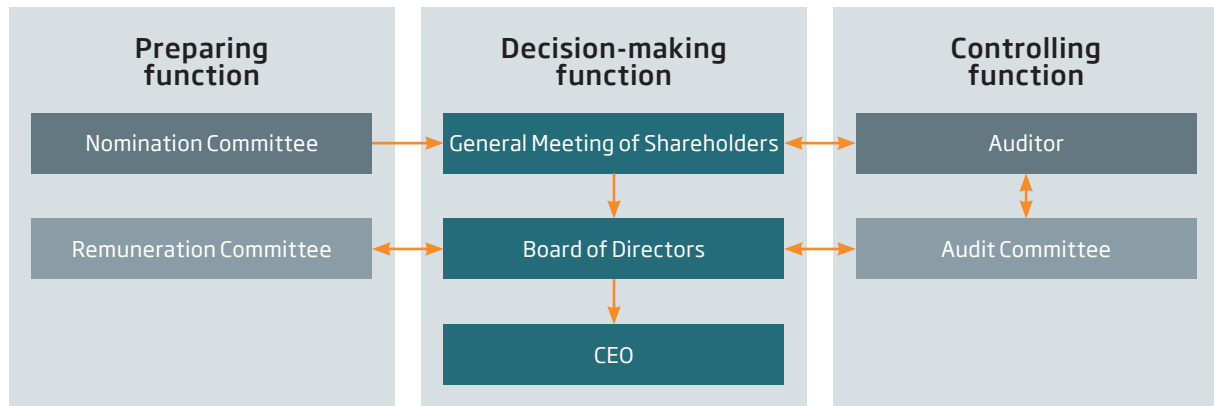 Preparing
function
Nomination Committee
Remuneration Committee
Decision-making
function
General Meeting of Shareholders
Board of Directors
CEO
Controlling
function
Auditor
Audit Committee